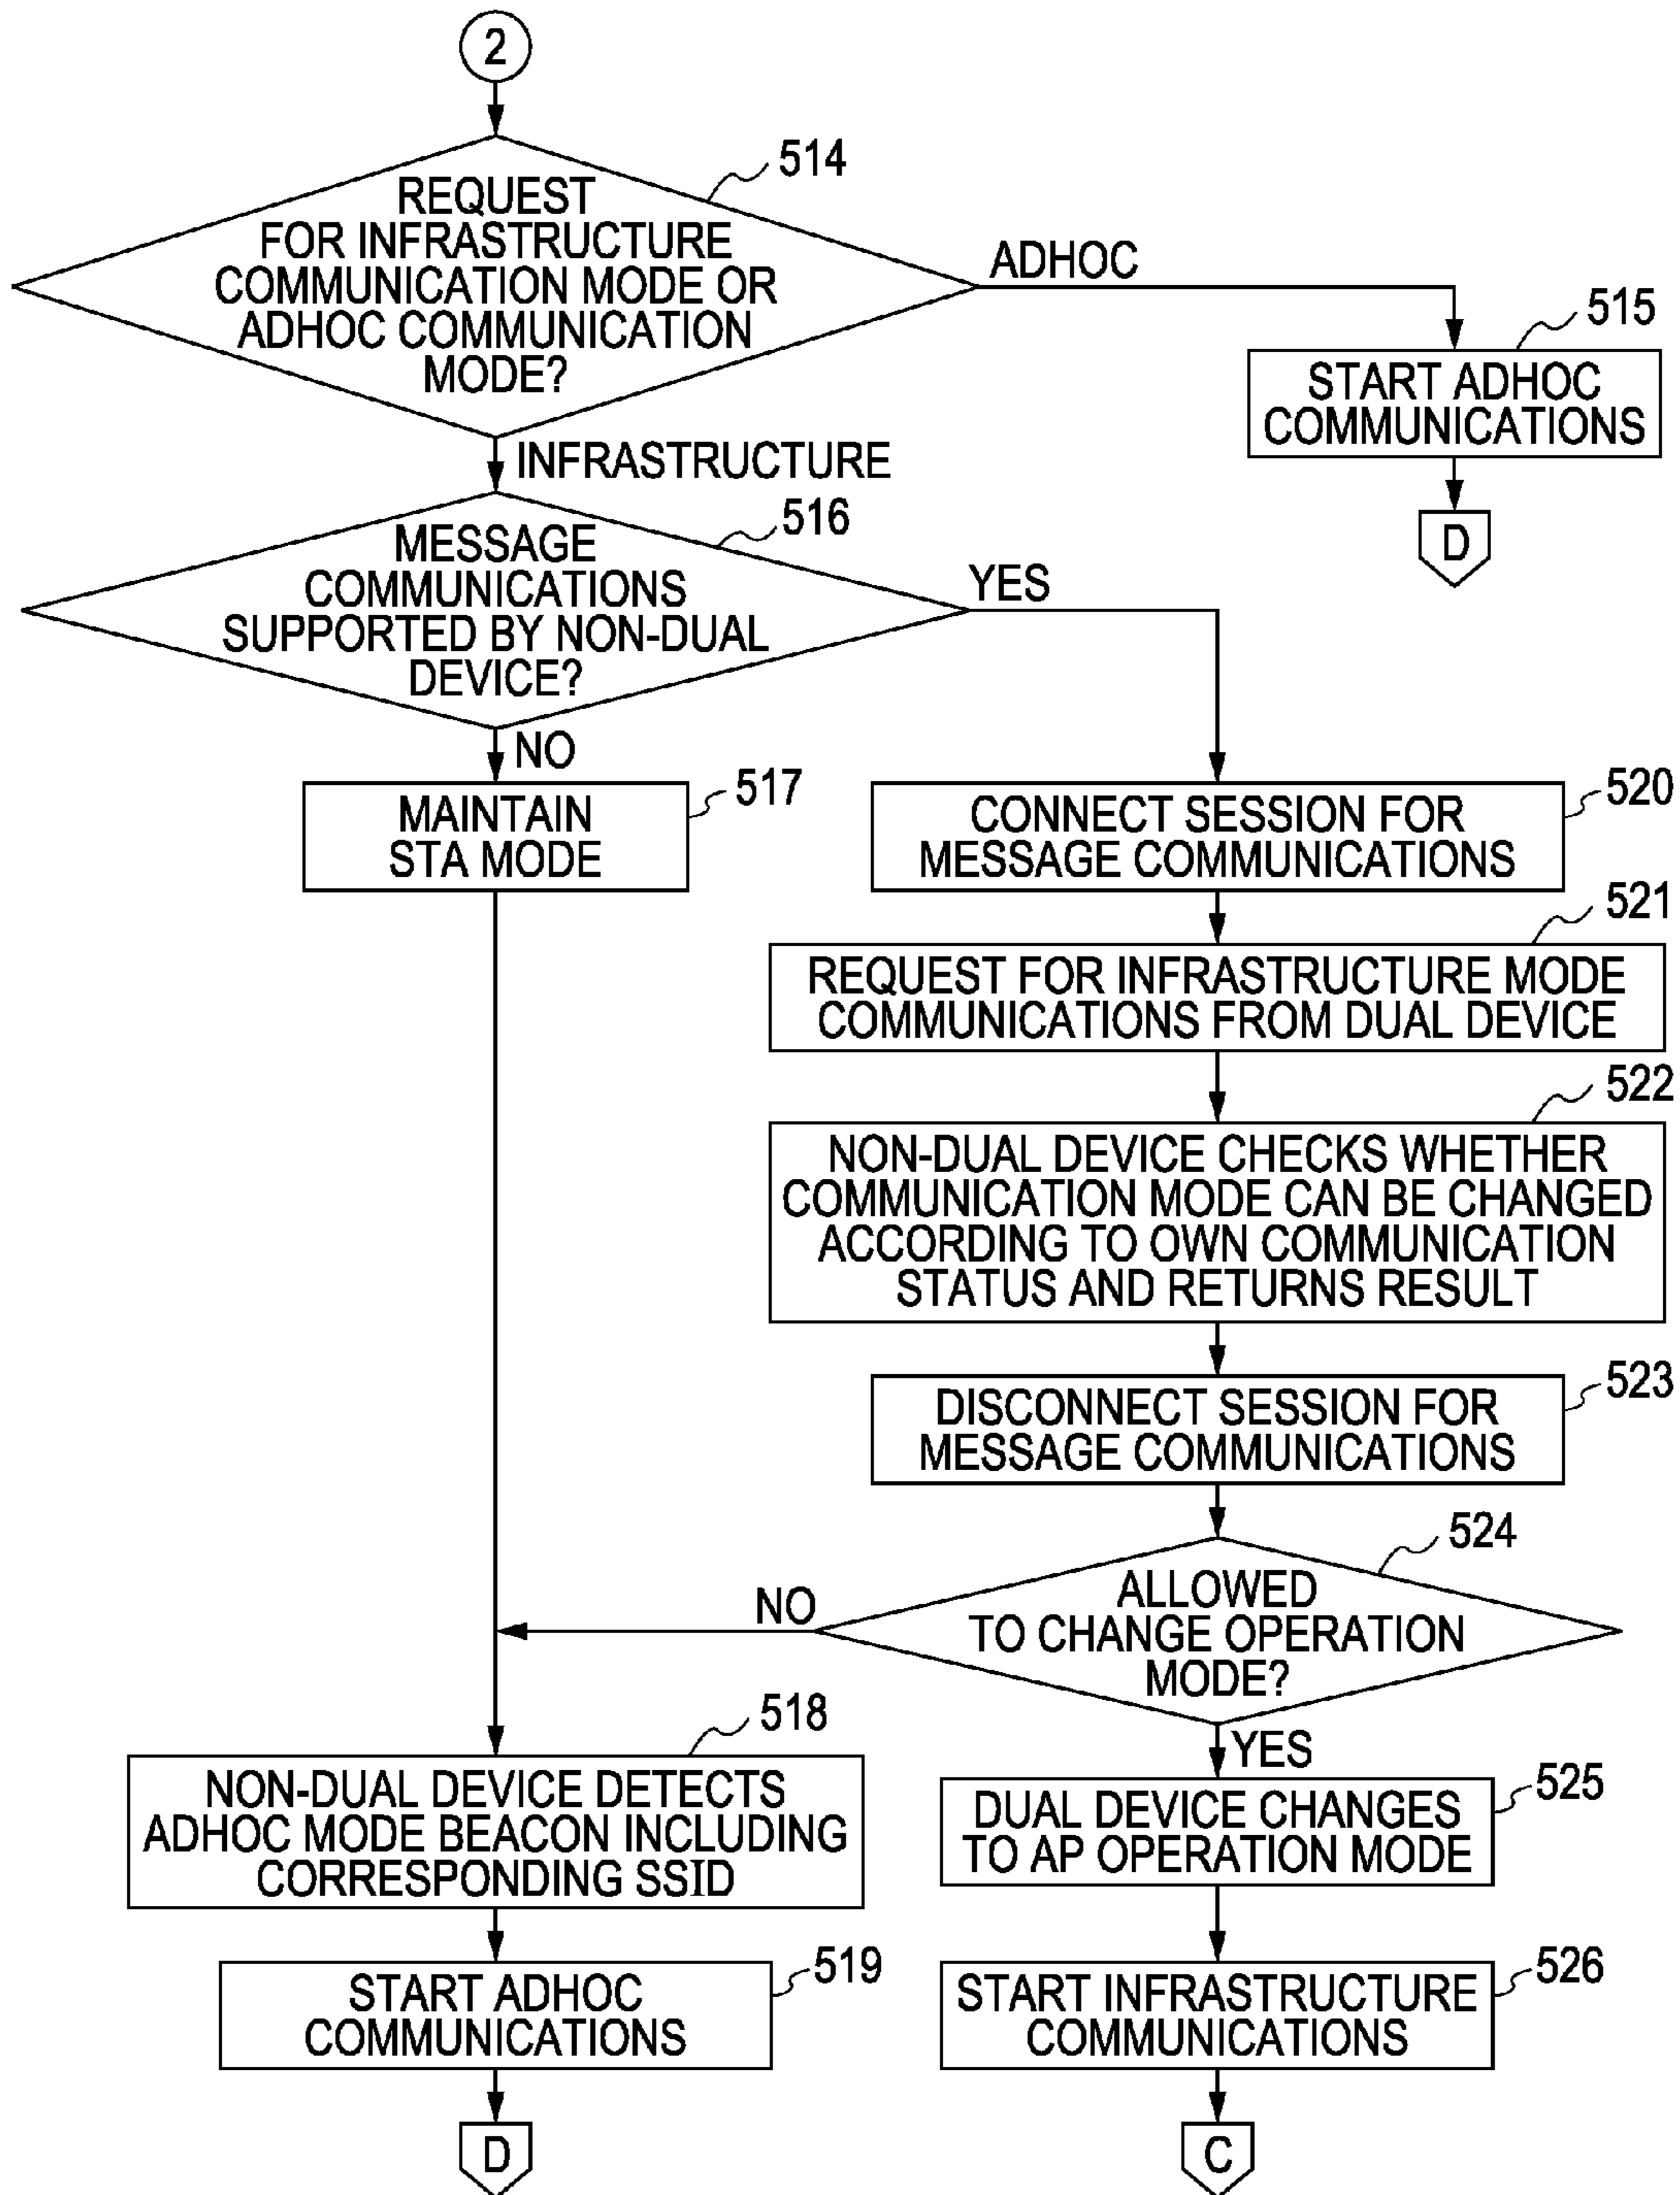 2
514
REQUEST
FOR INFRASTRUCTURE
COMMUNICATION MODE OR
ADHOC COMMUNICATION
MODE?
ADHOC
515
START ADHOC
COMMUNICATIONS
D
INFRASTRUCTURE
516
MESSAGE
COMMUNICATIONS
SUPPORTED BY NON-DUAL
DEVICE?
YES
NO
517
MAINTAIN
STA MODE
520
CONNECT SESSION FOR
MESSAGE COMMUNICATIONS
521
REQUEST FOR INFRASTRUCTURE MODE
COMMUNICATIONS FROM DUAL DEVICE
522
NON-DUAL DEVICE CHECKS WHETHER
COMMUNICATION MODE CAN BE CHANGED
ACCORDING TO OWN COMMUNICATION
STATUS AND RETURNS RESULT
523
DISCONNECT SESSION FOR
MESSAGE COMMUNICATIONS
524
ALLOWED
TO CHANGE OPERATION
MODE?
NO
YES
518
NON-DUAL DEVICE DETECTS
ADHOC MODE BEACON INCLUDING
CORRESPONDING SSID
525
DUAL DEVICE CHANGES
TO AP OPERATION MODE
519
START ADHOC
COMMUNICATIONS
526
START INFRASTRUCTURE
COMMUNICATIONS
D
C